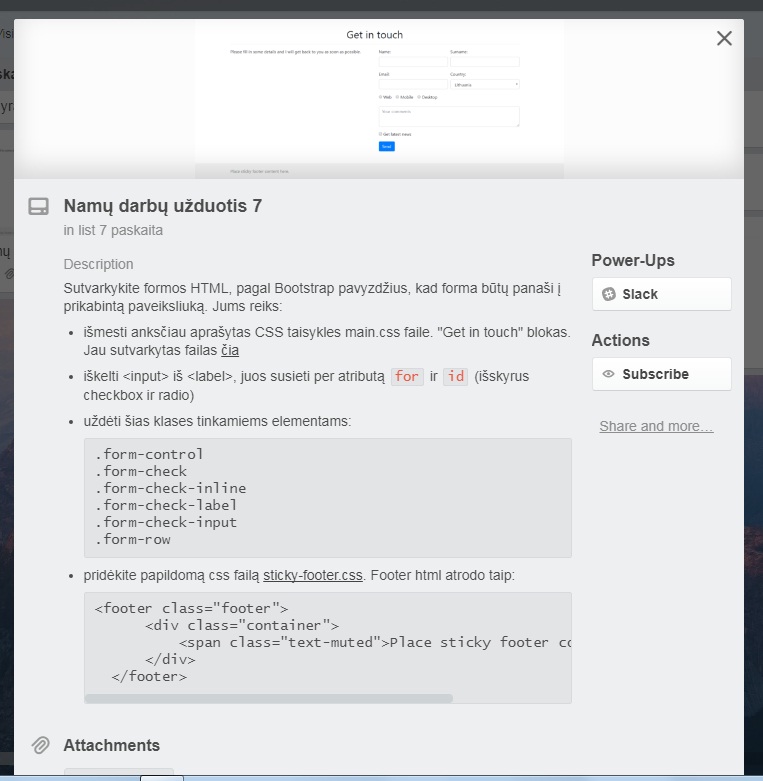 Get in touch
Please fill in some details and I will get back to you as soon as possible.
Name:
Surname:
Email:
Country:
Lithuania
Web
Mobile
Desktop
Get latest news
Send
Place sticky footer content here.
Namų darbų užduotis 7
in list 7 paskaita
Description
Sutvarkykite formos HTML, pagal Bootstrap pavyzdžius, kad forma būtų panaši į
prikabintą paveiksliuką. Jums reiks:
• išmesti anksčiau aprašytas CSS taisykles main.css faile. "Get in touch" blokas.
Jau sutvarkytas failas čia
• iškelti <input> iš <label>, juos susieti per atributą for ir id (išskyrus
checkbox ir radio)
• uždėti šias klases tinkamiems elementams:
.form-control
.form-check
.form-check-inline
.form-check-label
.form-check-input
.form-row
• pridėkite papildomą css failą sticky-footer.css. Footer html atrodo taip:
<footer class="footer">
<div class="container">
<span class="text-muted">Place sticky footer co
</div>
</footer>
Attachments
Power-Ups
Slack
Actions
Subscribe
Share and more…